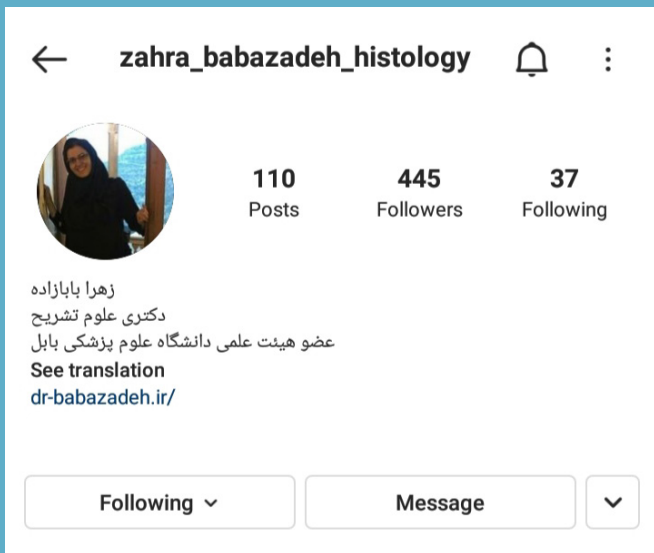 zahra_babazadeh_histology
110 445 37
Posts Followers Following
زهرا بابازاده
دکتری علوم تشریح
عضو هیئت علمی دانشگاه علوم پزشکی بابل
See translation
dr-babazadeh.ir/
Following Message